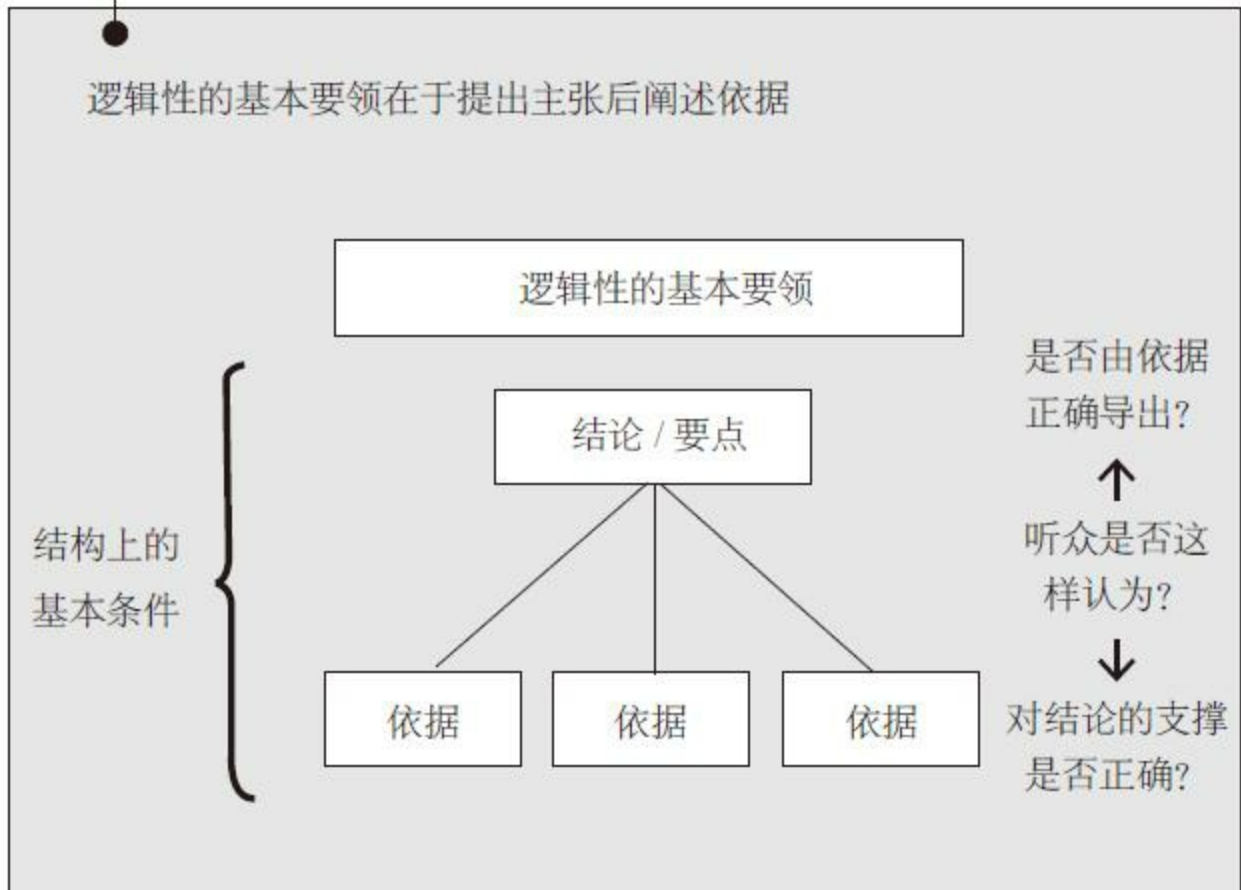 逻辑性的基本要领在于提出主张后阐述依据
逻辑性的基本要领
结论 / 要点
结构上的
基本条件
依据
依据
依据
是否由依据
正确导出?
听众是否这
样认为?
对结论的支撑
是否正确?